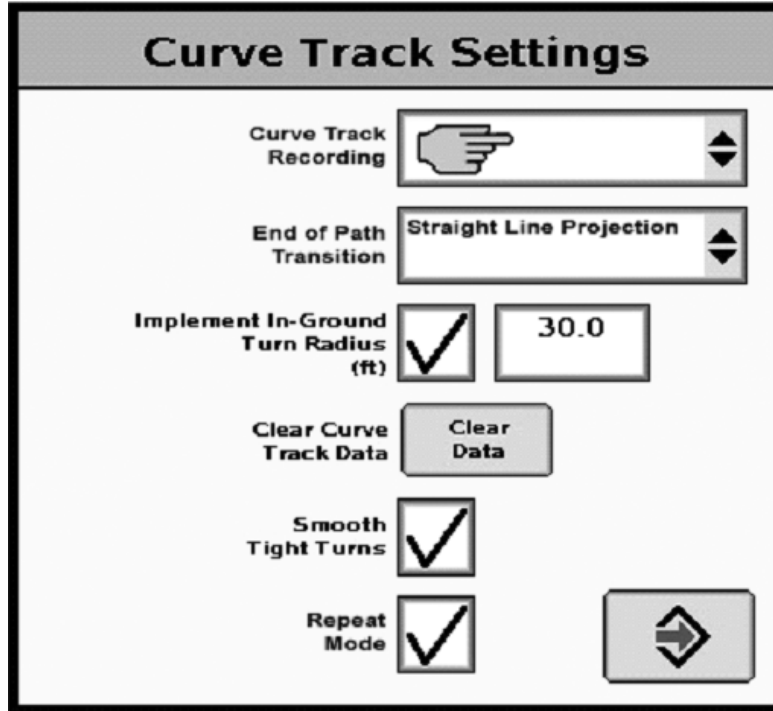 Curve Track Settings
Curve Track
Recording
End of Path
Transition
Straight Line Projection
Implement In-Ground
Turn Radius
(ft)
30.0
Clear Curve
Track Data
Clear
Data
Smooth
Tight Turns
Repeat
Mode